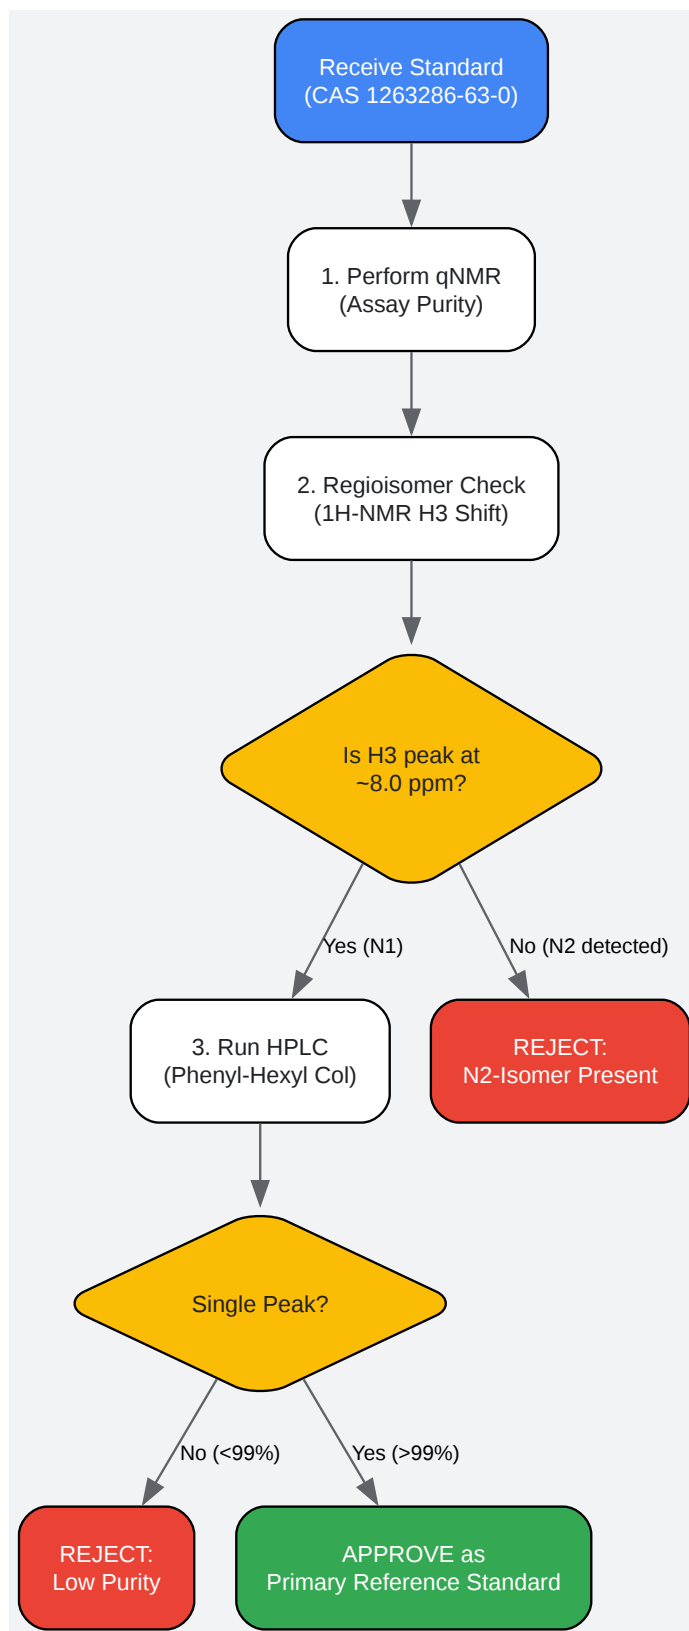 Receive Standard
(CAS 1263286-63-0)
1. Perform qNMR
(Assay Purity)
2. Regioisomer Check
(1H-NMR H3 Shift)
Is H3 peak at
~8.0 ppm?
Yes (N1)
No (N2 detected)
3. Run HPLC
(Phenyl-Hexyl Col)
REJECT:
N2-Isomer Present
Single Peak?
No (<99%)
Yes (>99%)
REJECT:
Low Purity
APPROVE as
Primary Reference Standard